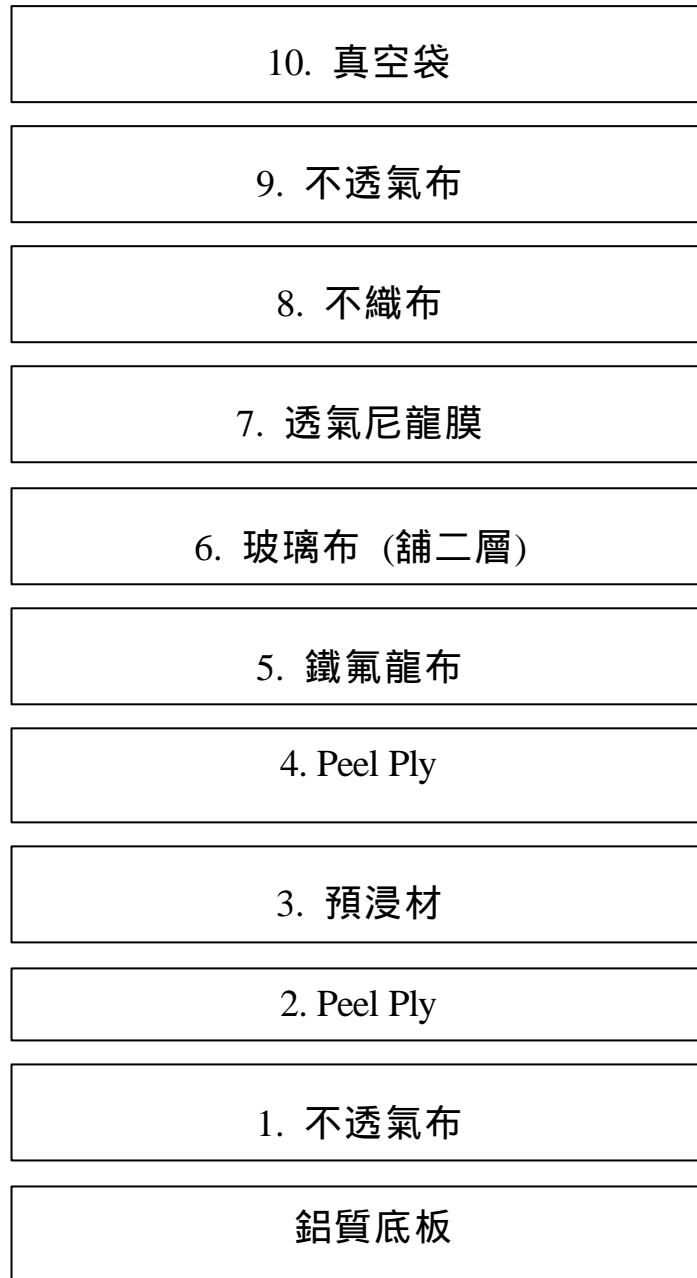 10. 真空袋
9. 不透氣布
8. 不織布
7. 透氣尼龍膜
6. 玻璃布 (舖二層)
5. 鐵氟龍布
4. Peel Ply
3. 預浸材
2. Peel Ply
1. 不透氣布
鋁質底板